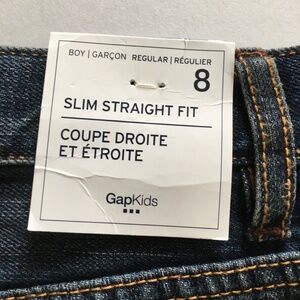 BOY | GARÇON REGULAR | RÉGULIER
8
SLIM STRAIGHT FIT
COUPE DROITE
ET ÉTROITE
GapKids